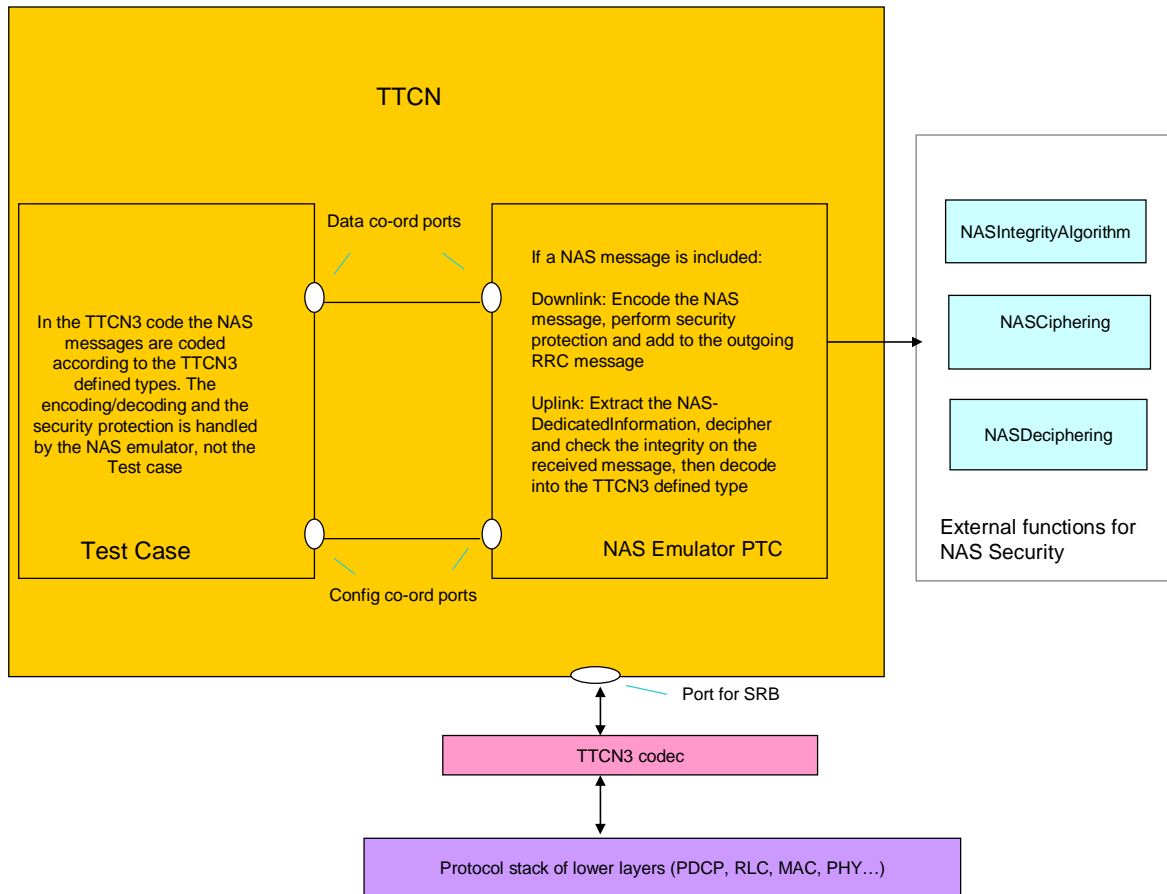 TTCN
Data co-ord ports
In the TTCN3 code the NAS
messages are coded
according to the TTCN3
defined types. The
encoding/decoding and the
security protection is handled
by the NAS emulator, not the
Test case
Test Case
If a NAS message is included:
Downlink: Encode the NAS
message, perform security
protection and add to the outgoing
RRC message
Uplink: Extract the NAS-
DedicatedInformation, decipher
and check the integrity on the
received message, then decode
into the TTCN3 defined type
NAS Emulator PTC
Config co-ord ports
NASIntegrityAlgorithm
NASCiphering
NASDeciphering
External functions for
NAS Security
Port for SRB
TTCN3 codec
Protocol stack of lower layers (PDCP, RLC, MAC, PHY…)